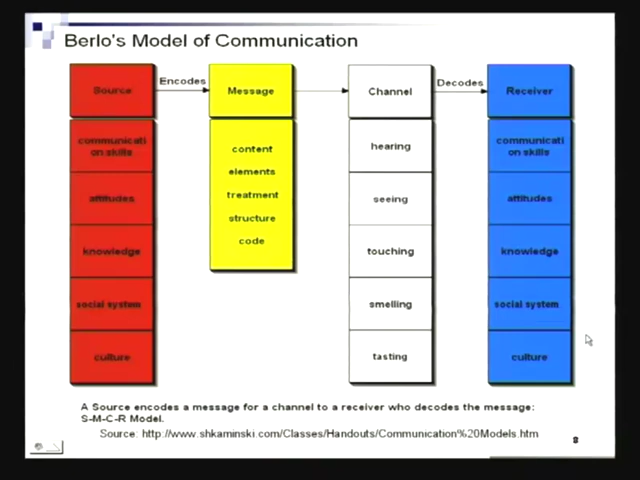 Berlo's Model of Communication
Source
Encodes
Message
Channel
Decodes
Receiver
communicati
on skills
attitudes
knowledge
social system
culture
content
elements
treatment
structure
code
hearing
seeing
touching
smelling
tasting
communicati
on skills
attitudes
knowledge
social system
culture
A Source encodes a message for a channel to a receiver who decodes the message:
S-M-C-R Model.
Source: http://www.shkaminski.com/Classes/Handouts/Communication%20Models.htm
8